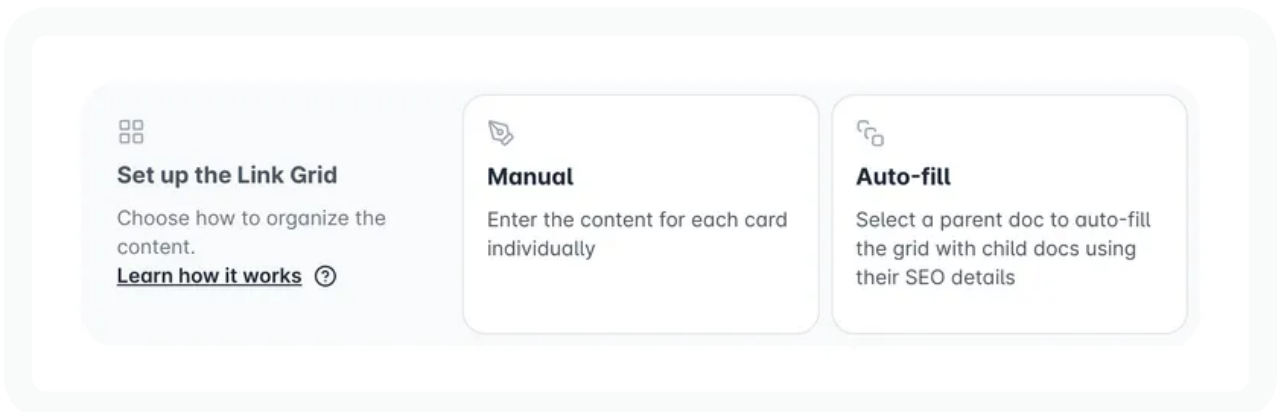 Set up the Link Grid
Choose how to organize the
content.
Learn how it works
Manual
Enter the content for each card
individually
Auto-fill
Select a parent doc to auto-fill
the grid with child docs using
their SEO details